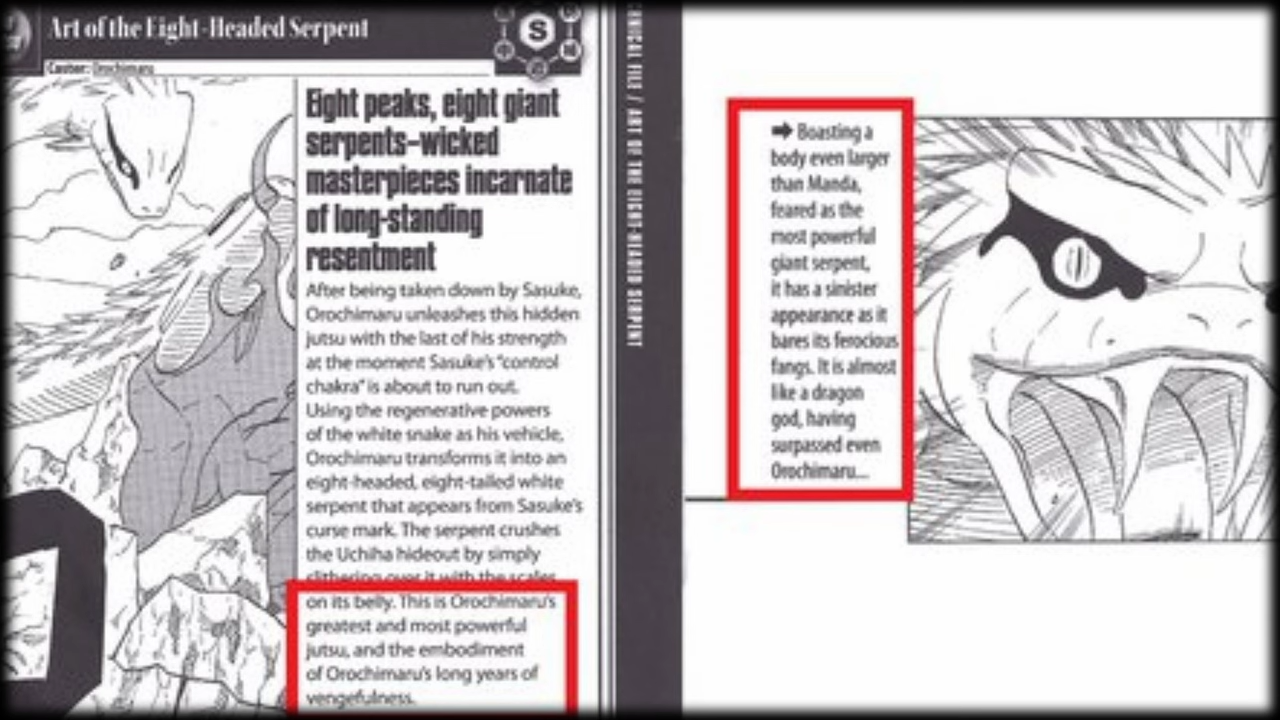 Art of the Eight-Headed Serpent
S
Caster: Orochimaru
Eight peaks, eight giant
serpents–wicked
masterpieces incarnate
of long-standing
resentment
After being taken down by Sasuke,
Orochimaru unleashes this hidden
jutsu with the last of his strength
at the moment Sasuke's "control
chakra" is about to run out.
Using the regenerative powers
of the white snake as his vehicle,
Orochimaru transforms it into an
eight-headed, eight-tailed white
serpent that appears from Sasuke's
curse mark. The serpent crushes
the Uchiha hideout by simply
slithering over it with the scales
on its belly. This is Orochimaru's
greatest and most powerful
jutsu, and the embodiment
of Orochimaru's long years of
vengefulness.
FILE / ART OF THE EIGHT-HEADED SERPENT
➡ Boasting a
body even larger
than Manda,
feared as the
most powerful
giant serpent,
it has a sinister
appearance as it
bares its ferocious
fangs. It is almost
like a dragon
god, having
surpassed even
Orochimaru...